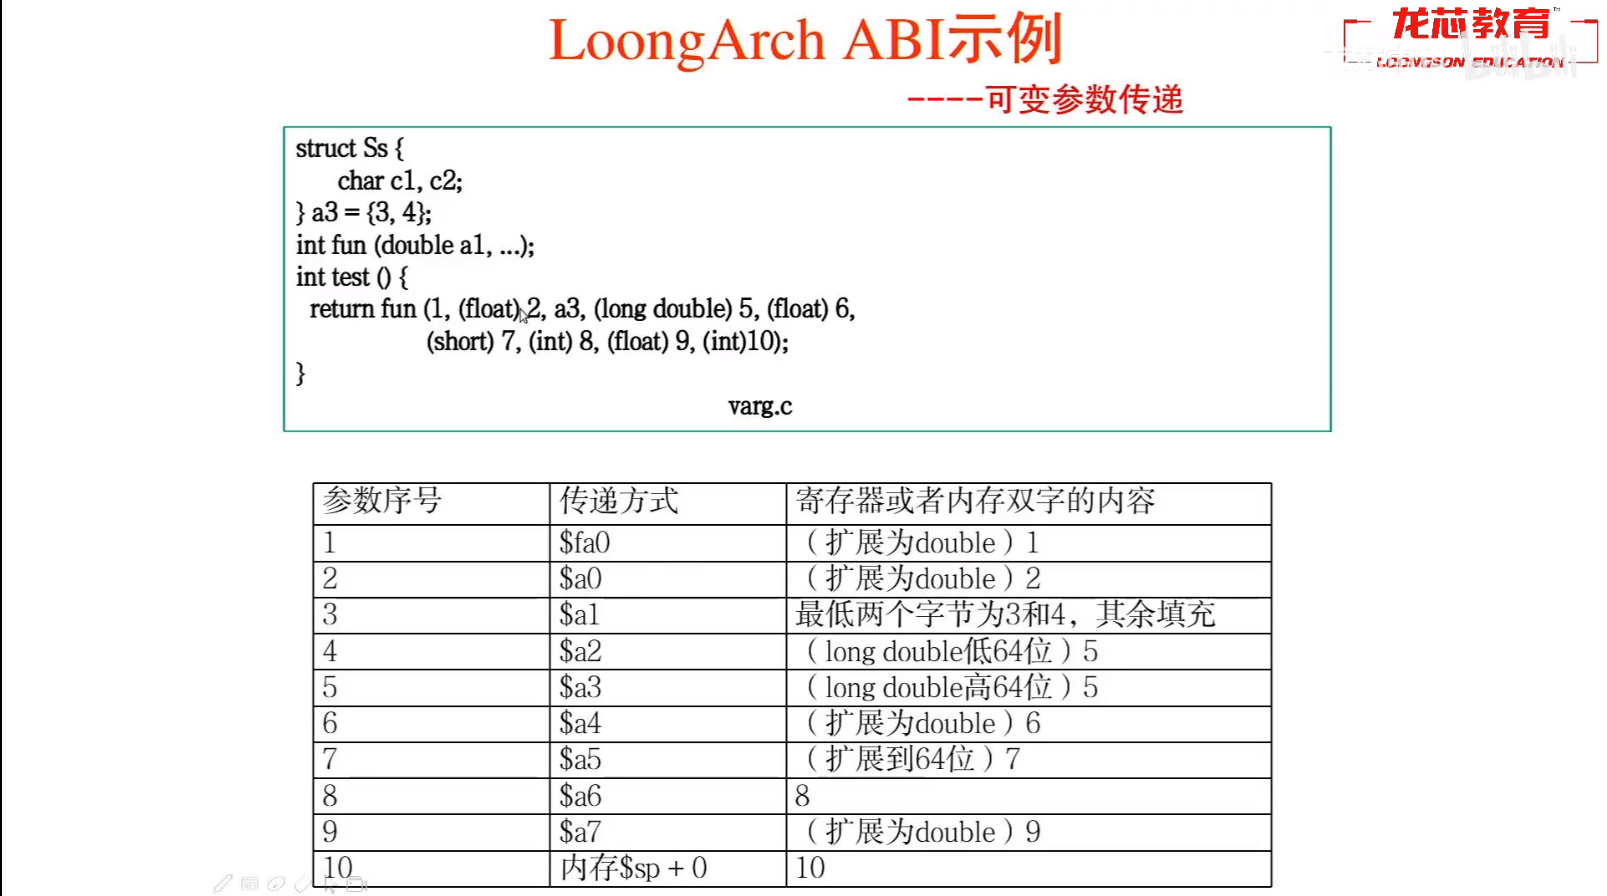 LoongArch ABI示例
龙芯教育
LOONGSON EDUCATION
----可变参数传递
struct Ss {
char c1, c2;
} a3 = {3, 4};
int fun (double a1, ...);
int test () {
return fun (1, (float) 2, a3, (long double) 5, (float) 6,
(short) 7, (int) 8, (float) 9, (int)10);
}
varg.c
参数序号 传递方式 寄存器或者内存双字的内容
1 $fa0 （扩展为double）1
2 $a0 （扩展为double）2
3 $a1 最低两个字节为3和4，其余填充
4 $a2 （long double低64位）5
5 $a3 （long double高64位）5
6 $a4 （扩展为double）6
7 $a5 （扩展到64位）7
8 $a6 8
9 $a7 （扩展为double）9
10 内存$sp + 0 10